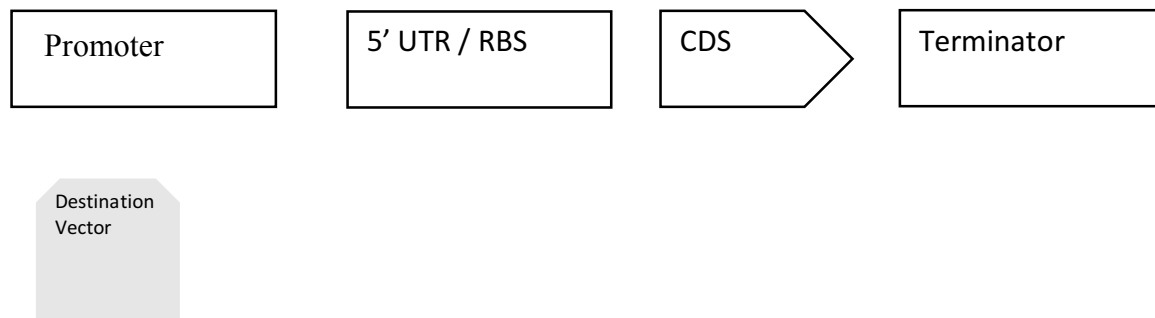 Promoter
5’ UTR / RBS
CDS
Terminator
Destination
Vector